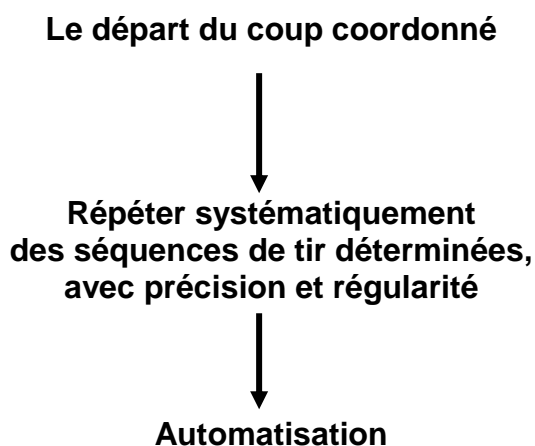 Le départ du coup coordonné
Répéter systématiquement
des séquences de tir déterminées,
avec précision et régularité
Automatisation